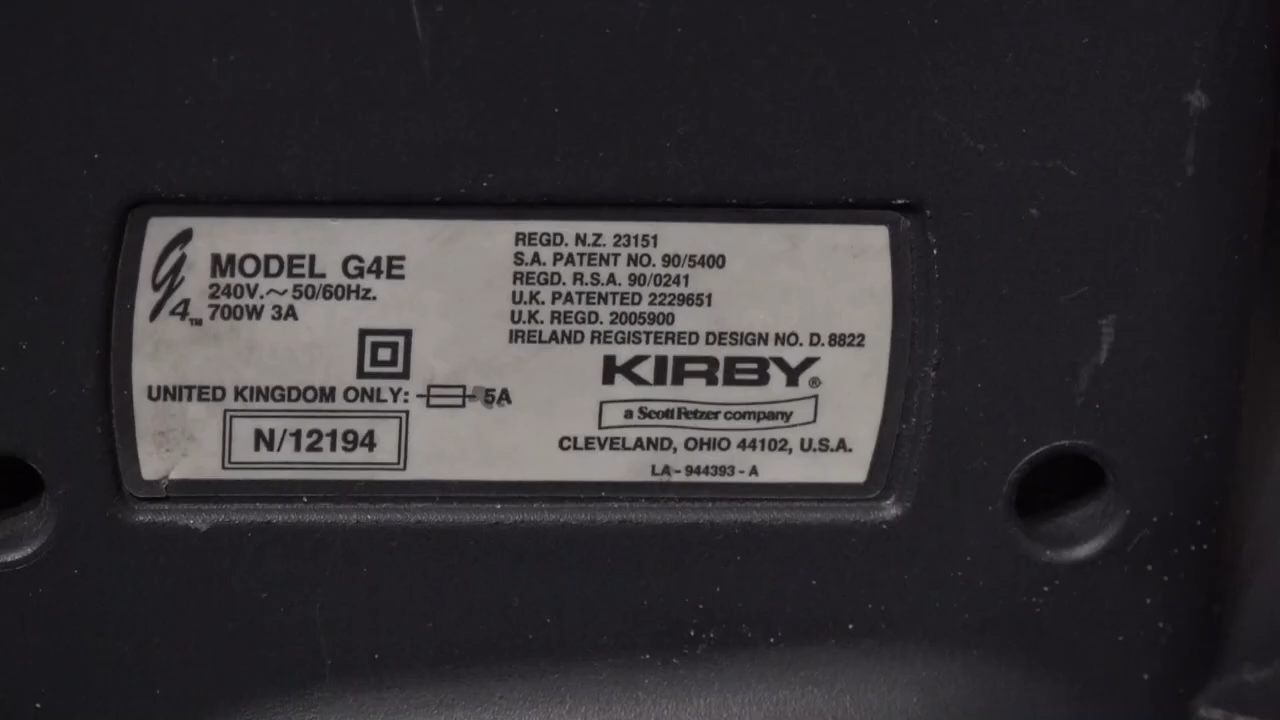 G4™
MODEL G4E
240V.~ 50/60Hz.
700W 3A
UNITED KINGDOM ONLY: 5A
N/12194
REGD. N.Z. 23151
S.A. PATENT NO. 90/5400
REGD. R.S.A. 90/0241
U.K. PATENTED 2229651
U.K. REGD. 2005900
IRELAND REGISTERED DESIGN NO. D.8822
KIRBY®
a Scott Fetzer company
CLEVELAND, OHIO 44102, U.S.A.
LA-944393-A